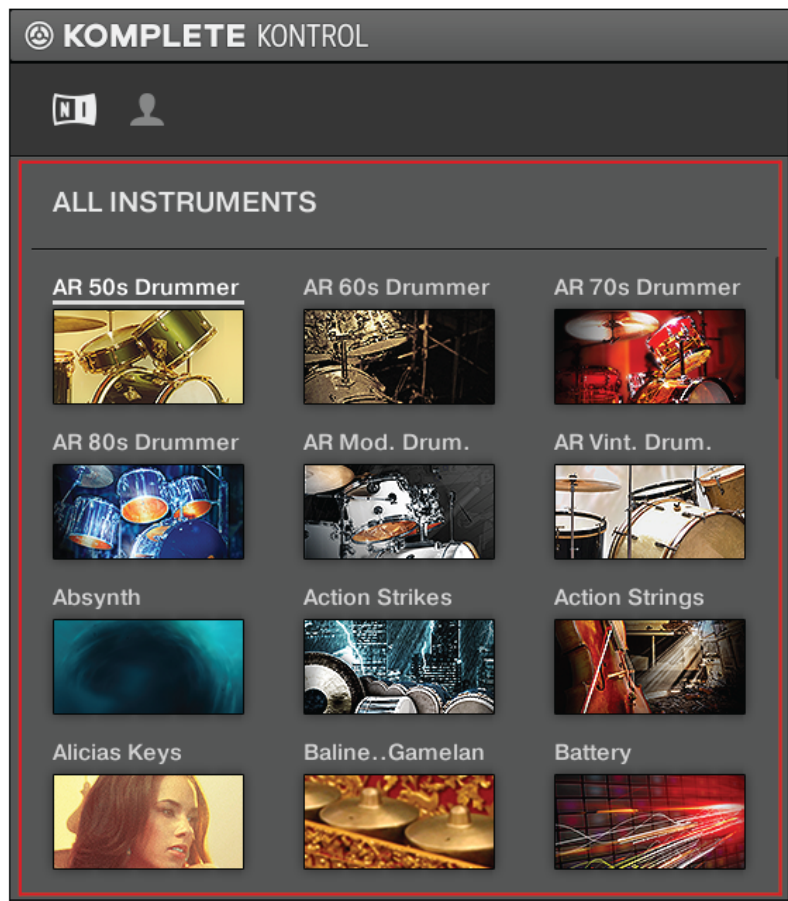 KOMPLETE KONTROL
NI
ALL INSTRUMENTS
AR 50s Drummer AR 60s Drummer AR 70s Drummer
AR 80s Drummer AR Mod. Drum. AR Vint. Drum.
Absynth Action Strikes Action Strings
Alicias Keys Baline..Gamelan Battery